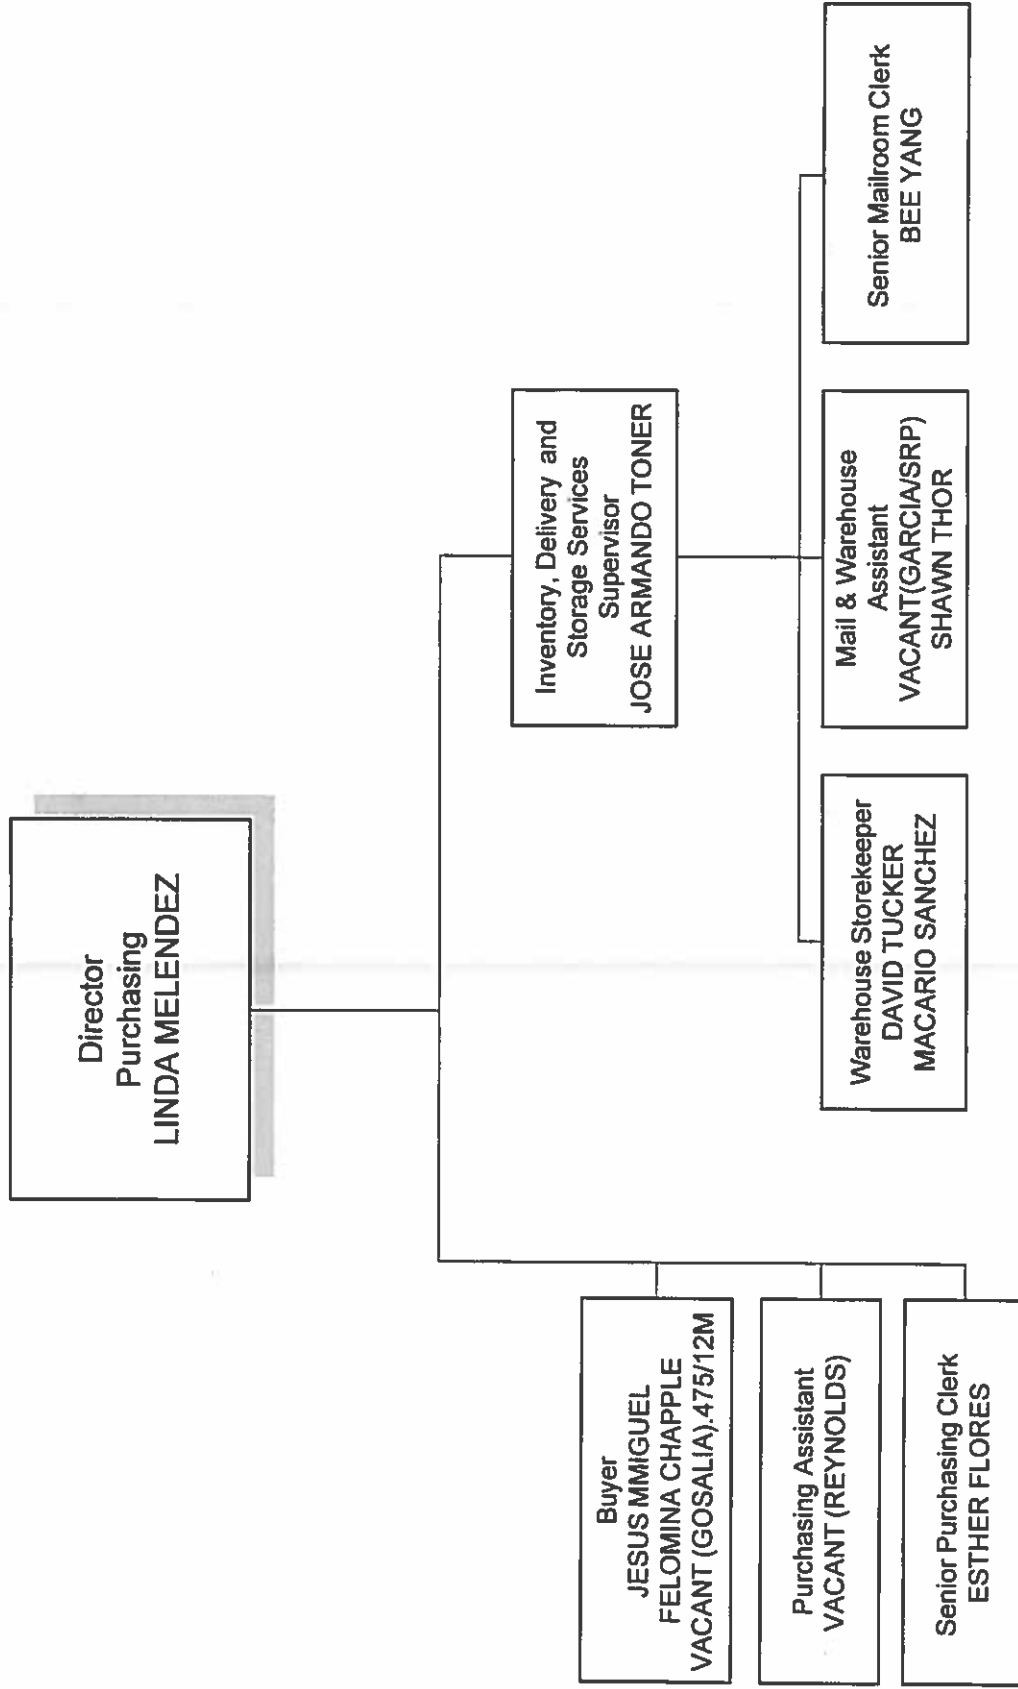 Director
Purchasing
LINDA MELENDEZ
Buyer
JESUS MMIGUEL
FELOMINA CHAPPLE
VACANT (GOSALIA).475/12M
Purchasing Assistant
VACANT (REYNOLDS)
Senior Purchasing Clerk
ESTHER FLORES
Inventory, Delivery and
Storage Services
Supervisor
JOSE ARMANDO TONER
Warehouse Storekeeper
DAVID TUCKER
MACARIO SANCHEZ
Mail & Warehouse
Assistant
VACANT(GARCIA/SRP)
SHAWN THOR
Senior Mailroom Clerk
BEE YANG